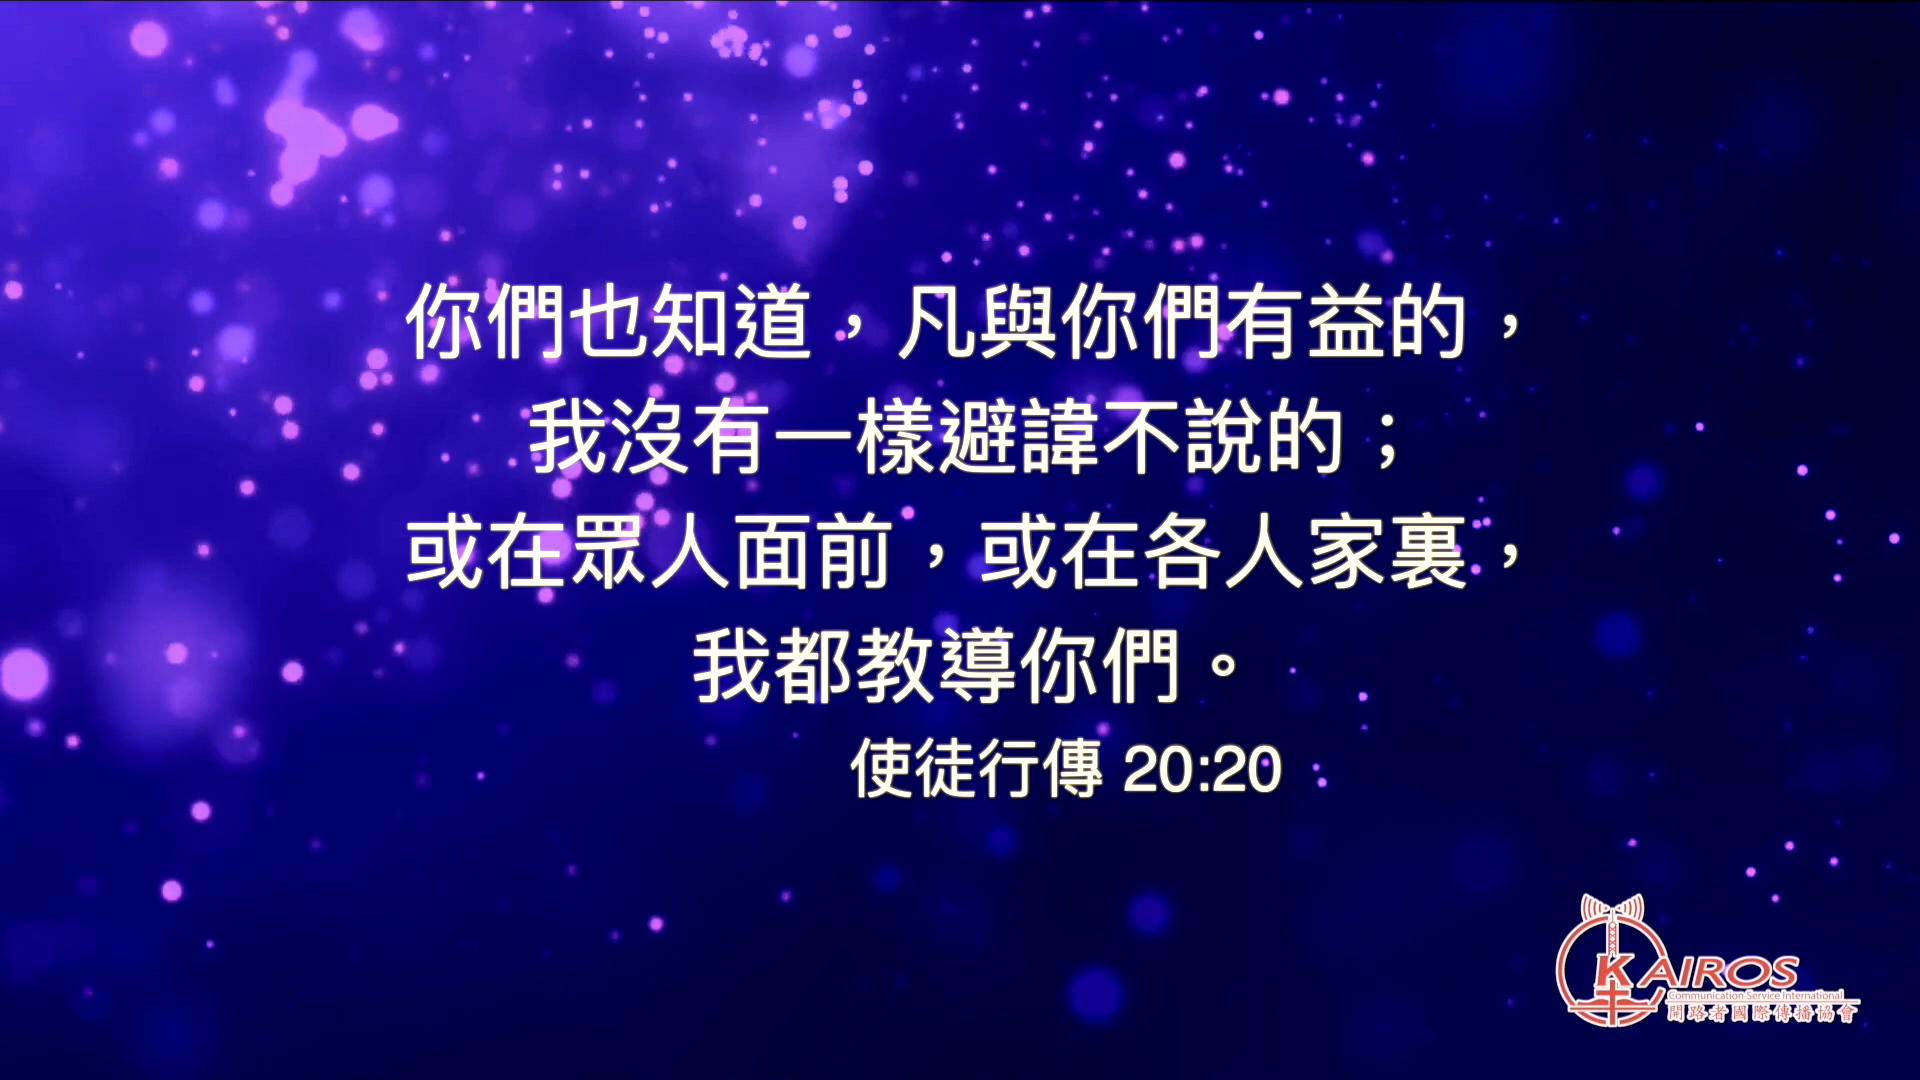 你們也知道，凡與你們有益的，
我沒有一樣避諱不說的；
或在眾人面前，或在各人家裏，
我都教導你們。
使徒行傳 20:20
KAIROS
Communication Service International
開路者國際傳播協會